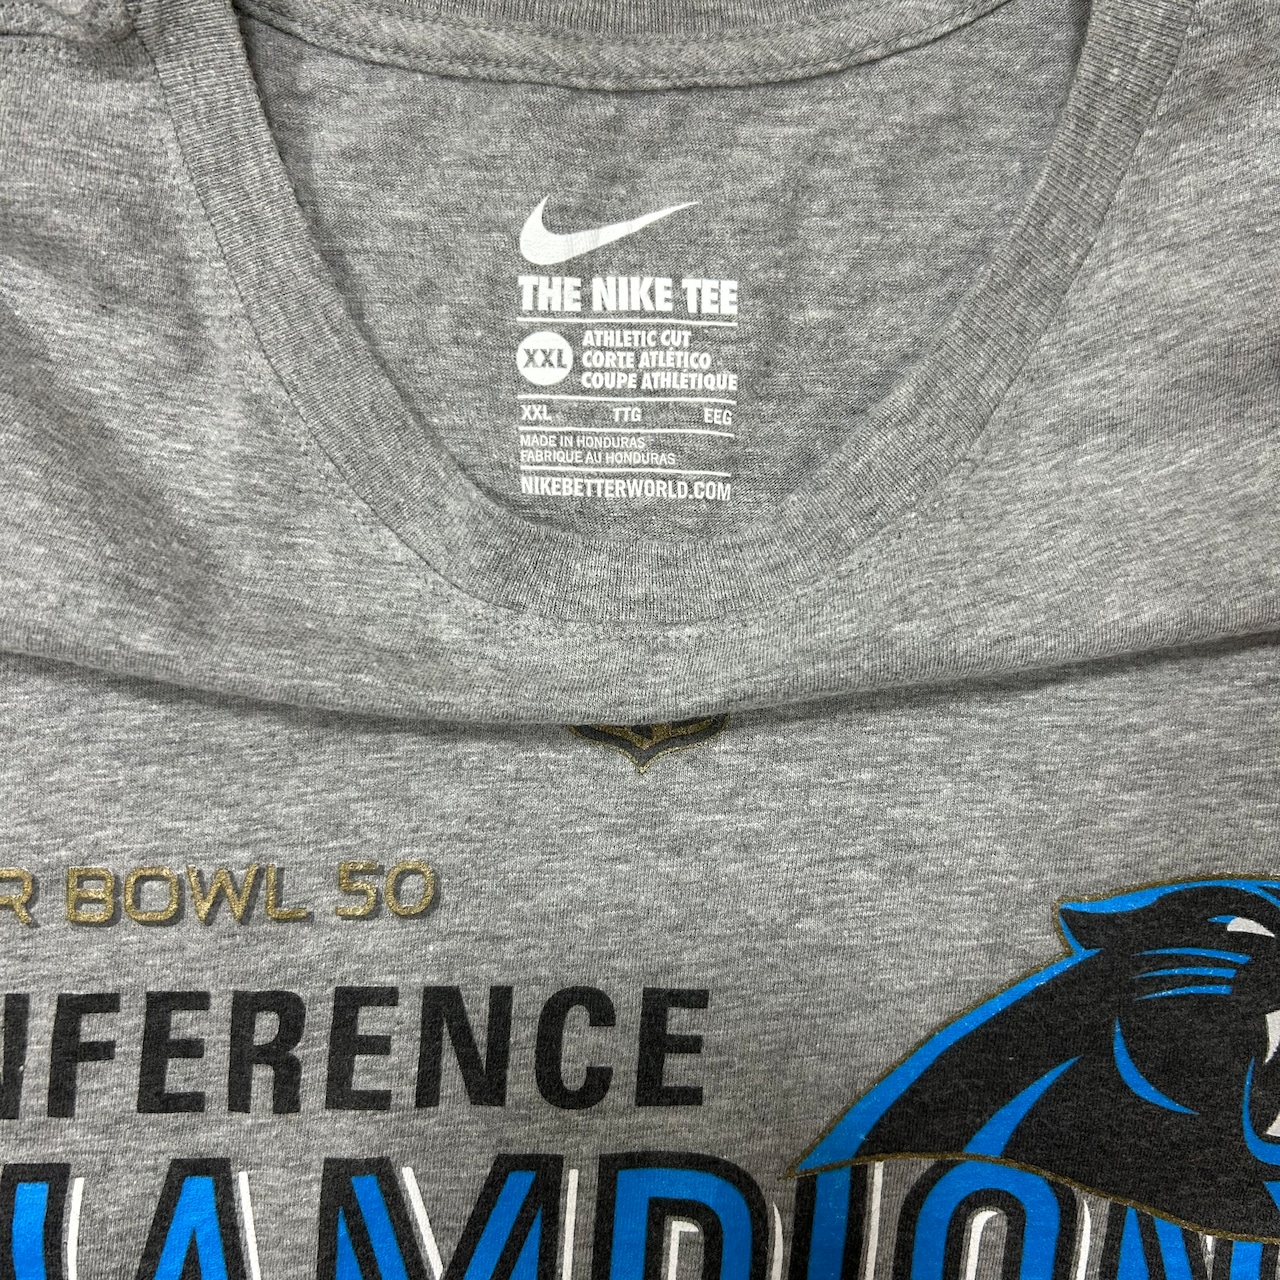 THE NIKE TEE
XXL
ATHLETIC CUT
CORTE ATLÉTICO
COUPE ATHLÉTIQUE
XXL TTG EEG
MADE IN HONDURAS
FABRIQUE AU HONDURAS
NIKEBETTERWORLD.COM
R BOWL 50
NFERENCE
HAMPION